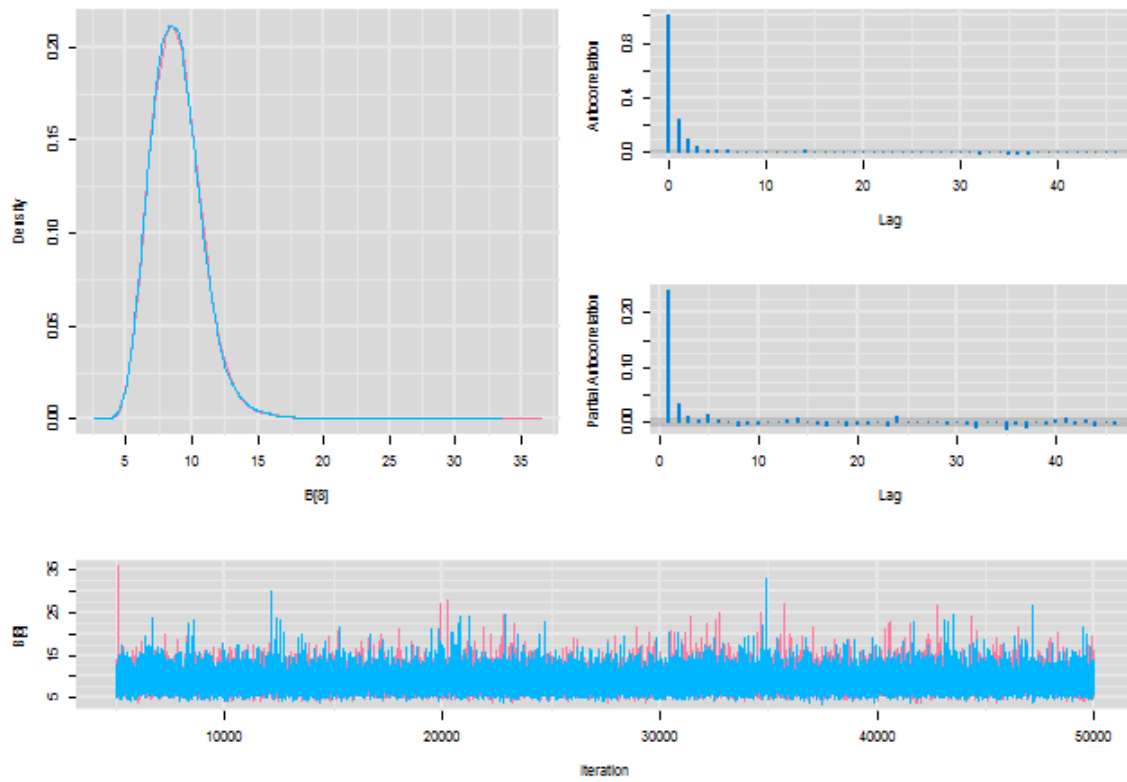 Density
0.00 0.05 0.10 0.15 0.20
5 10 15 20 25 30 35
B[8]
Autocorrelation
0.0 0.4 0.8
0 10 20 30 40
Lag
Partial Autocorrelation
0.00 0.10 0.20
0 10 20 30 40
Lag
B[8]
5 15 25 35
10000 20000 30000 40000 50000
Iteration